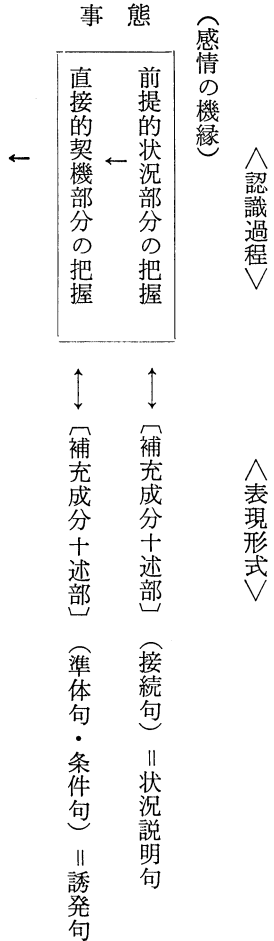 〈認識過程〉　〈表現形式〉
（感情の機縁）
事態
前提的状況部分の把握　↔　〔補充成分＋述部〕（接続句）＝状況説明句
↓
直接的契機部分の把握　↔　〔補充成分＋述部〕（準体句・条件句）＝誘発句
↓